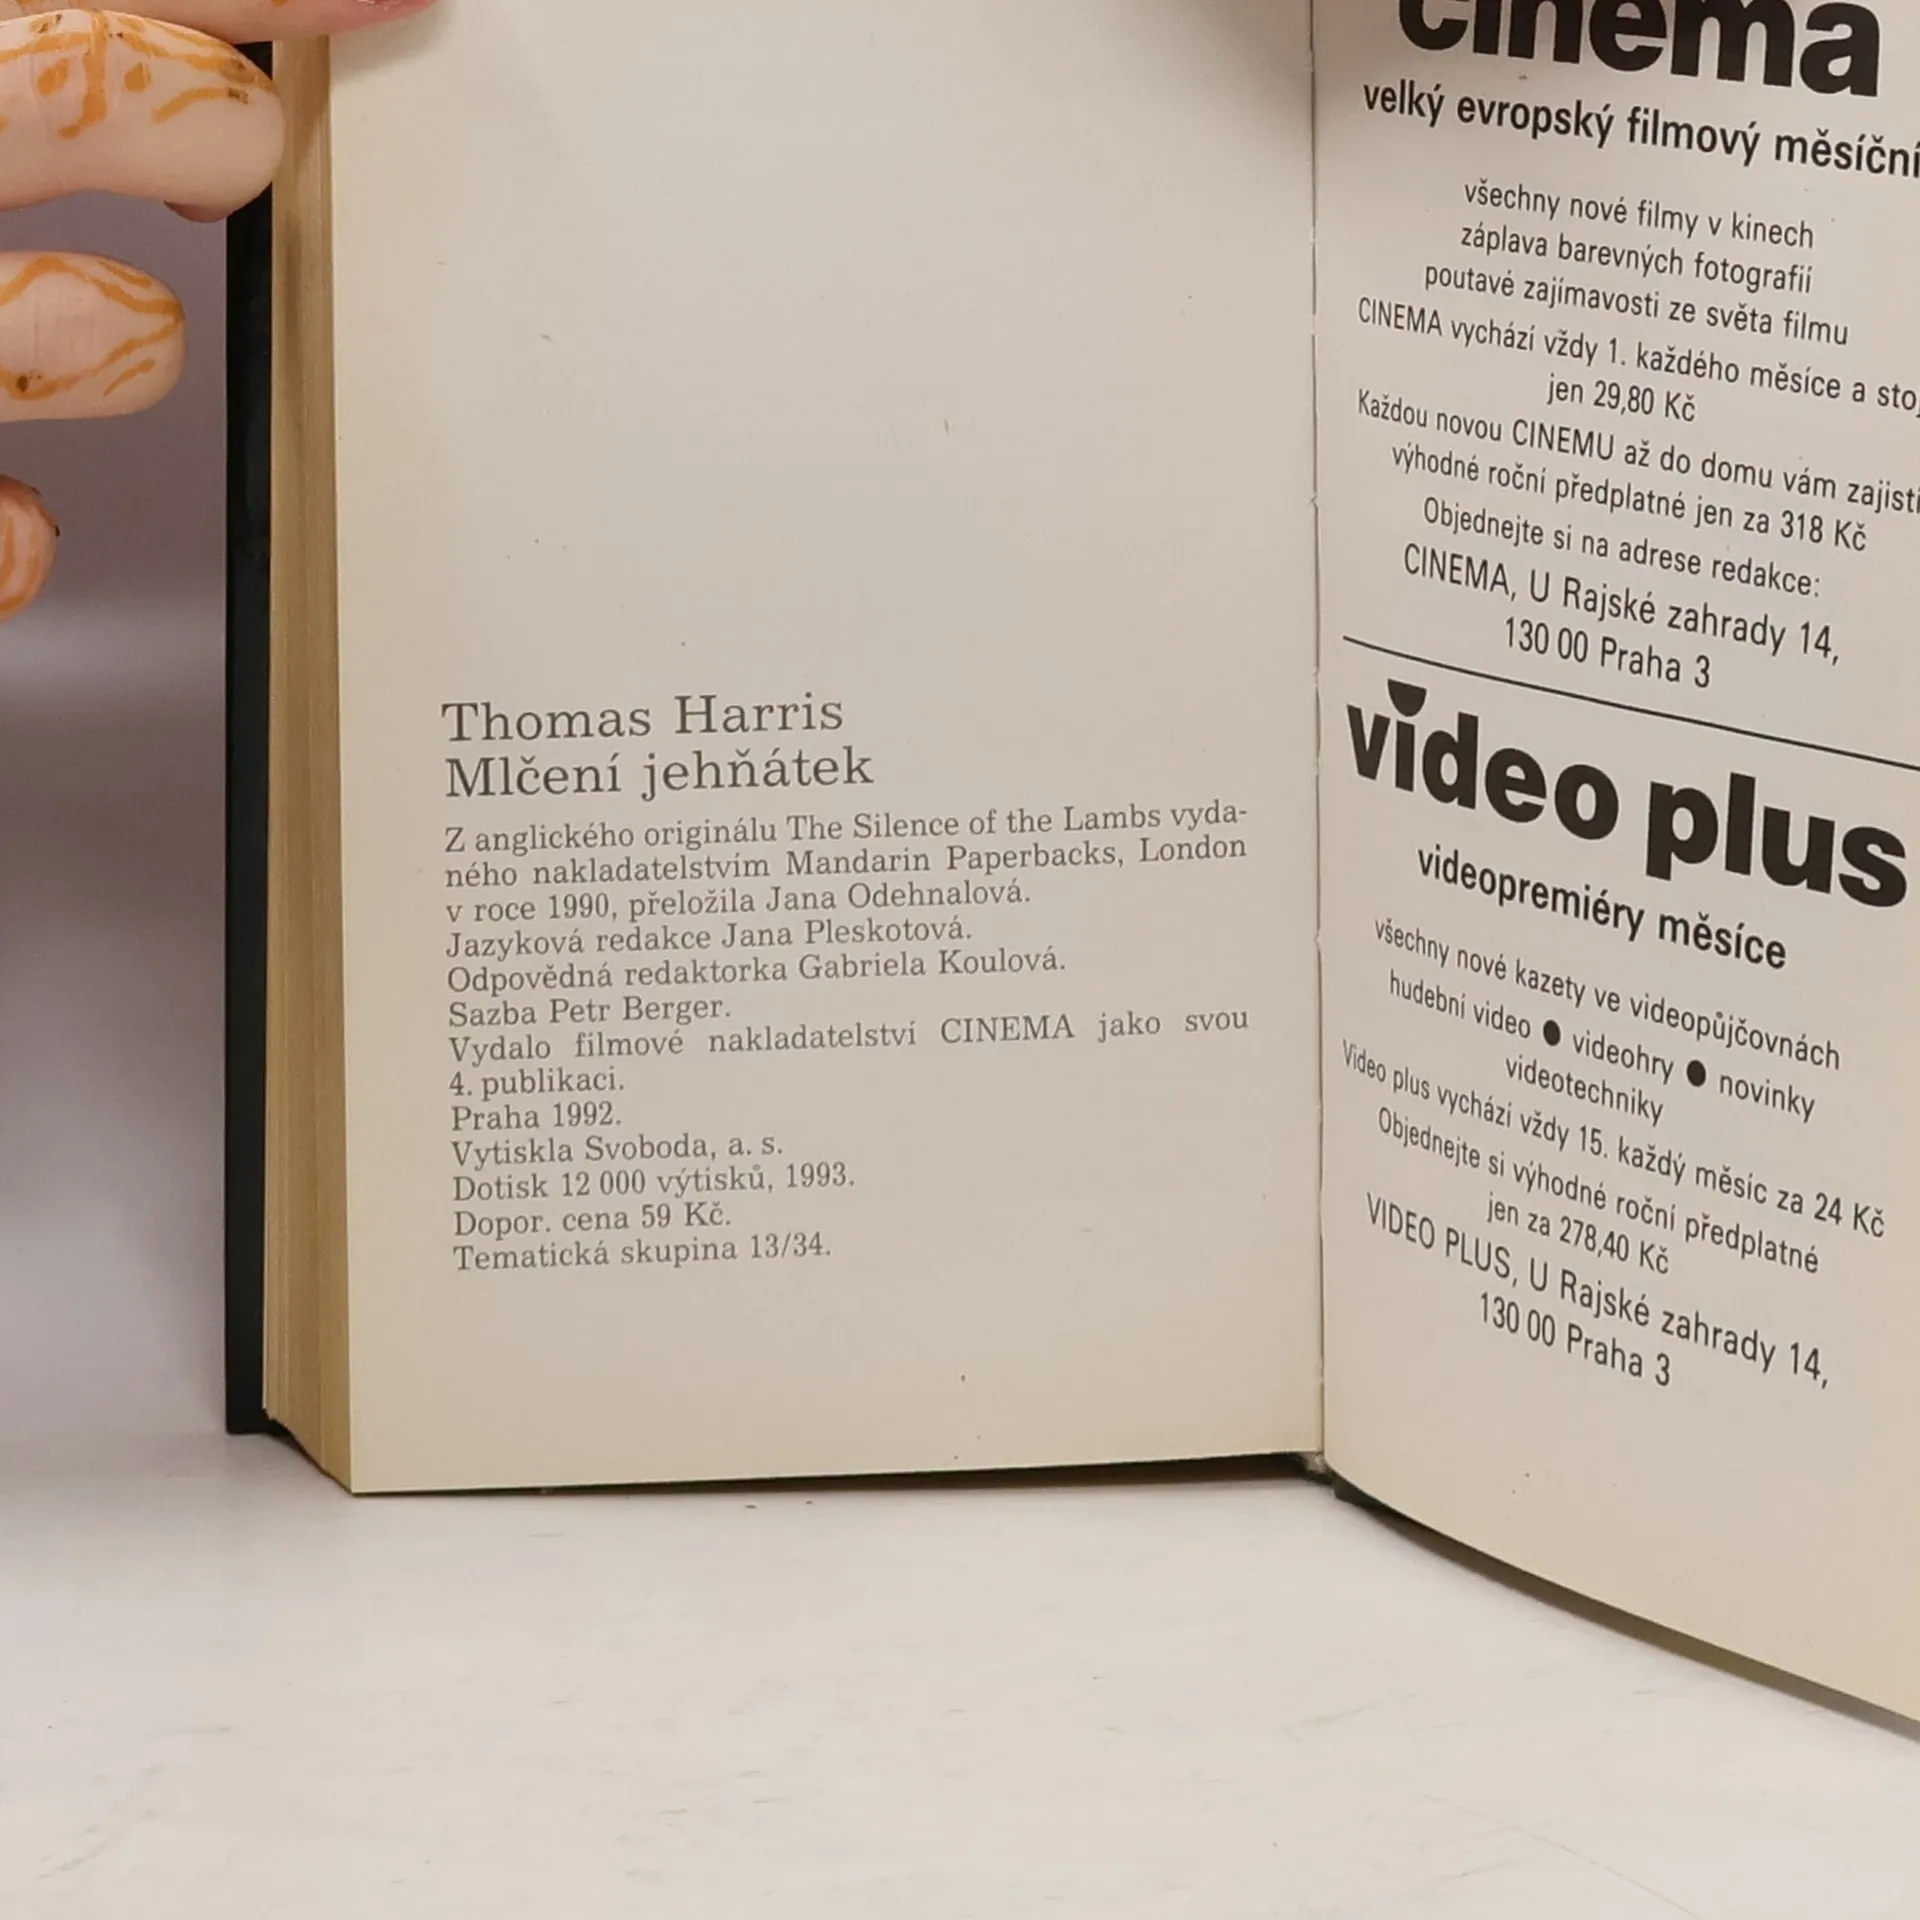 Thomas Harris
Mlčení jehňátek
Z anglického originálu The Silence of the Lambs vyda-
ného nakladatelstvím Mandarin Paperbacks, London
v roce 1990, přeložila Jana Odehnalová.
Jazyková redakce Jana Pleskotová.
Odpovědná redaktorka Gabriela Koulová.
Sazba Petr Berger.
Vydalo filmové nakladatelství CINEMA jako svou
4. publikaci.
Praha 1992.
Vytiskla Svoboda, a. s.
Dotisk 12 000 výtisků, 1993.
Dopor. cena 59 Kč.
Tematická skupina 13/34.
cinema
velký evropský filmový měsíční
všechny nové filmy v kinech
záplava barevných fotografií
poutavé zajímavosti ze světa filmu
CINEMA vychází vždy 1. každého měsíce a stoj
jen 29,80 Kč
Každou novou CINEMU až do domu vám zajistí
výhodné roční předplatné jen za 318 Kč
Objednejte si na adrese redakce:
CINEMA, U Rajské zahrady 14,
130 00 Praha 3
video plus
videopremiéry měsíce
všechny nové kazety ve videopůjčovnách
hudební video ● videohry ● novinky
videotechniky
Video plus vychází vždy 15. každý měsíc za 24 Kč
Objednejte si výhodné roční předplatné
jen za 278,40 Kč
VIDEO PLUS, U Rajské zahrady 14,
130 00 Praha 3